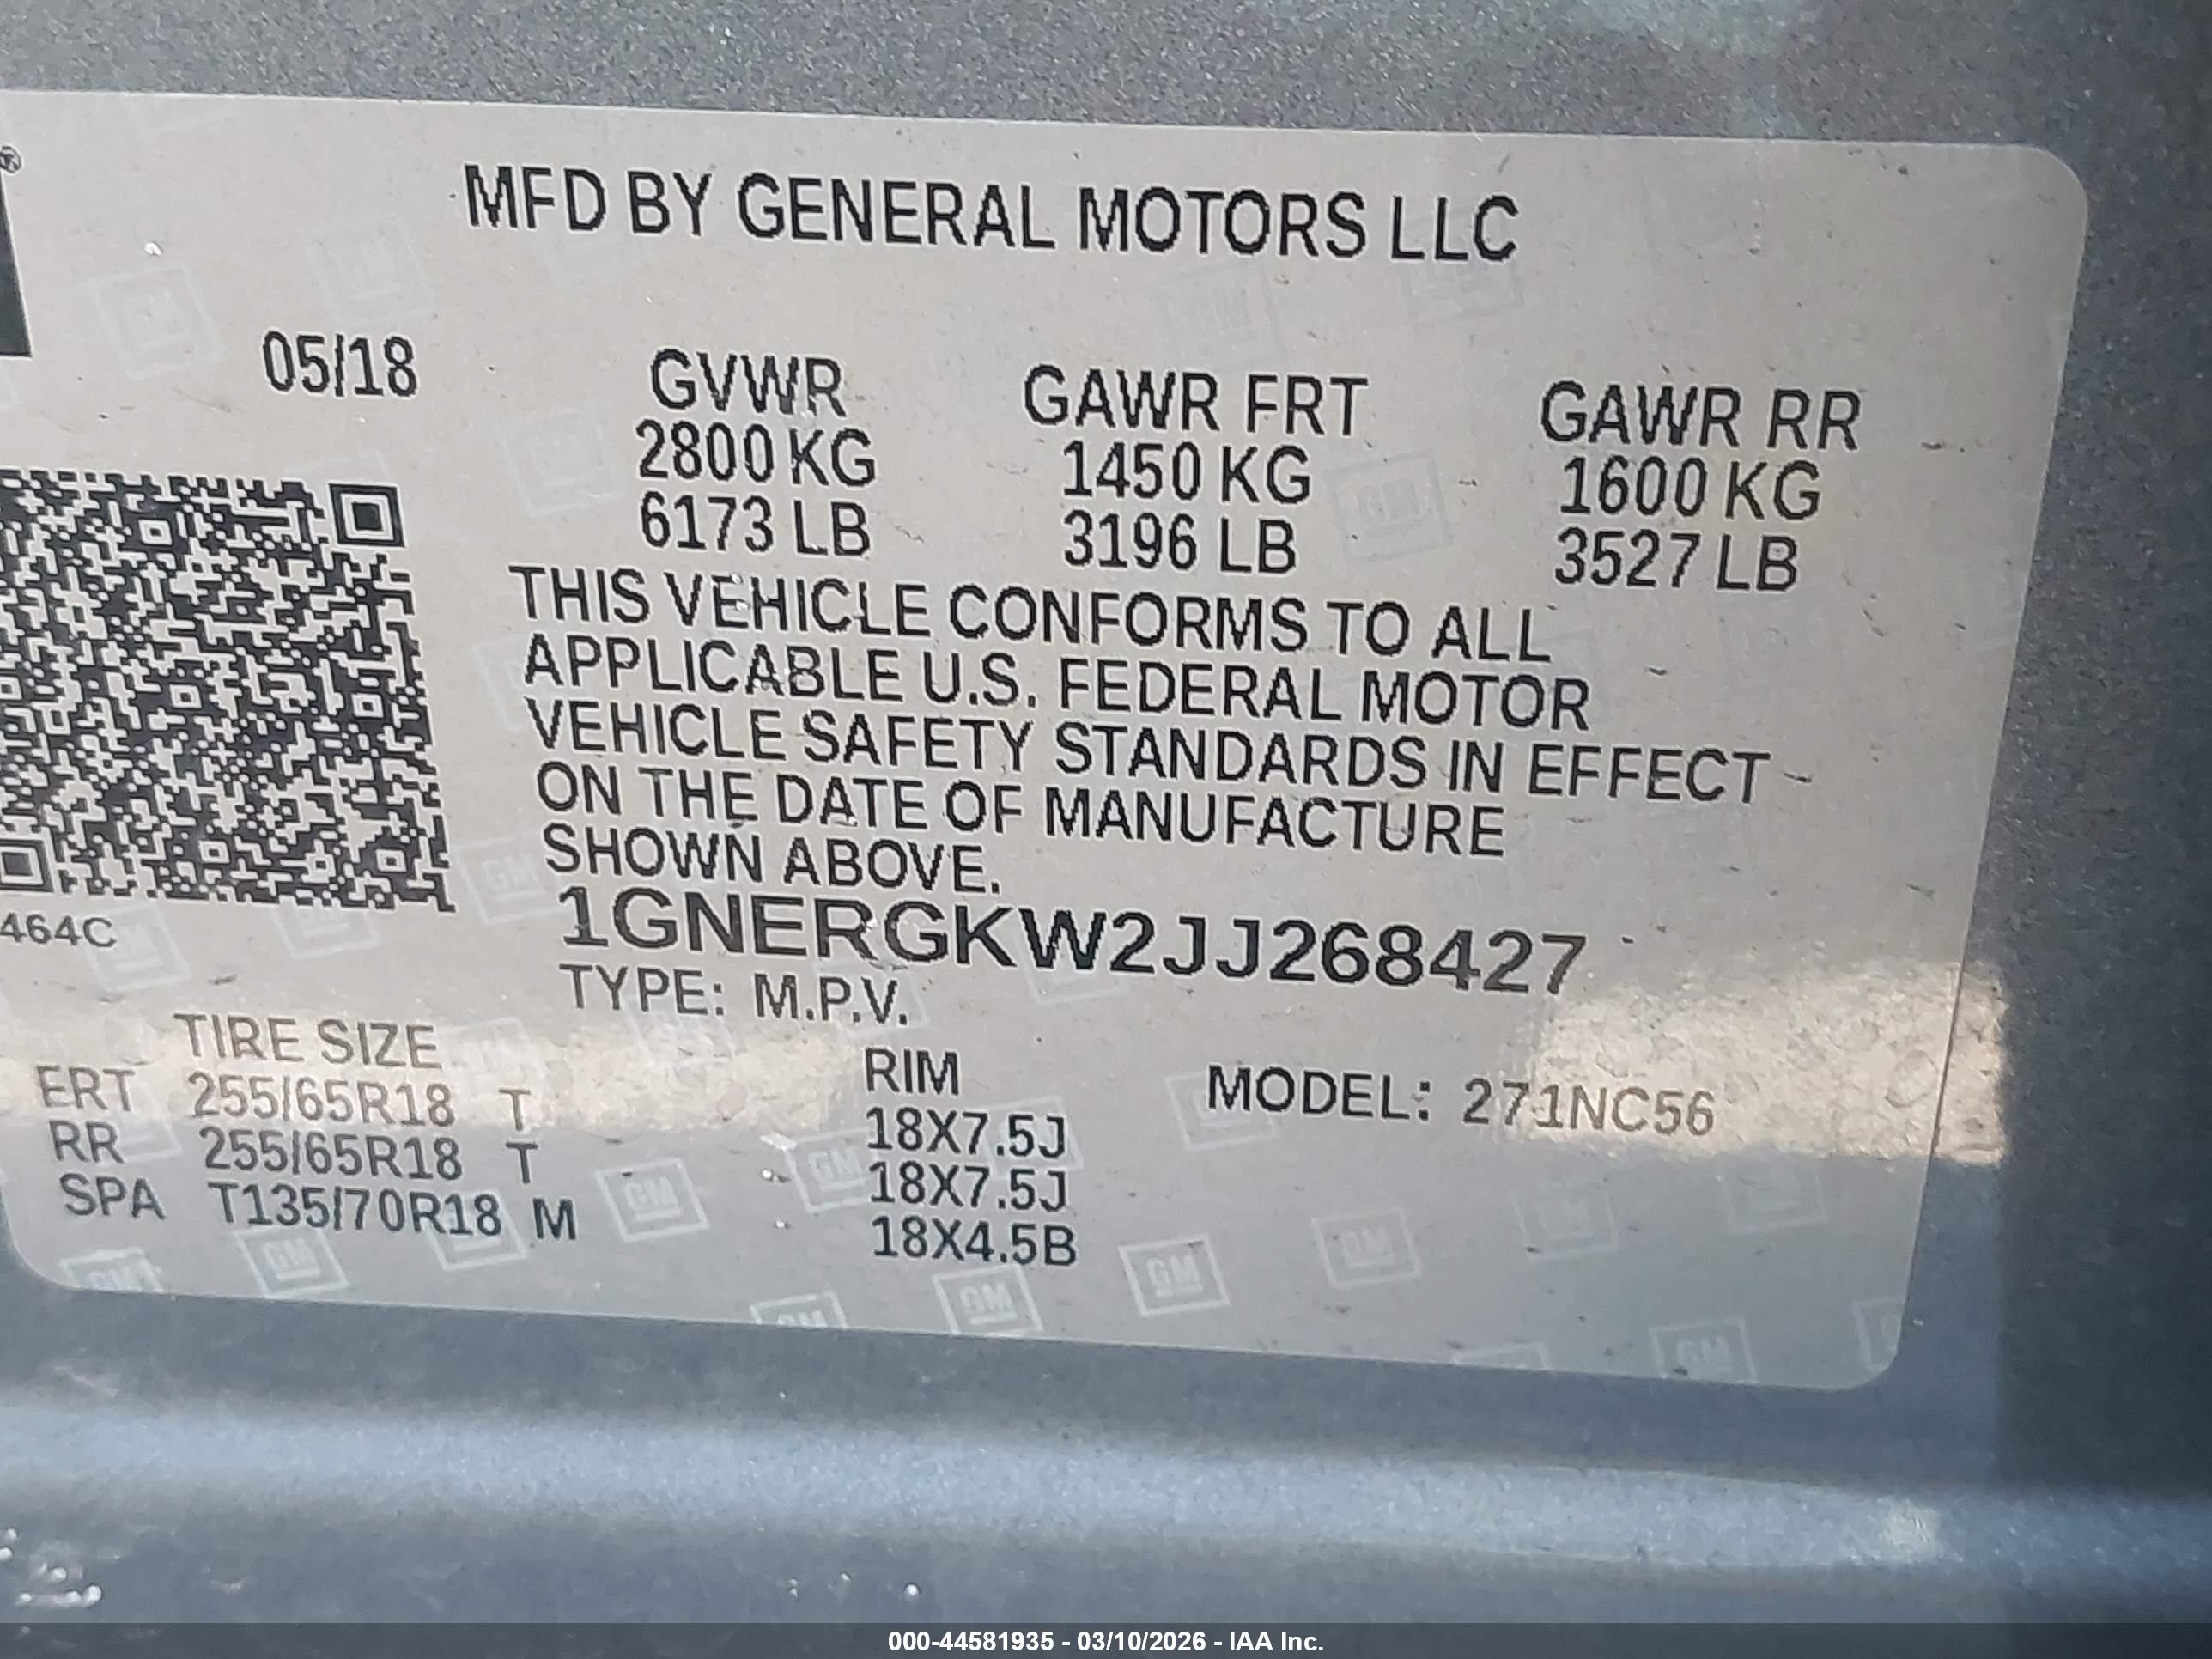 ®
MFD BY GENERAL MOTORS LLC
05/18
GVWR GAWR FRT GAWR RR
2800 KG 1450 KG 1600 KG
6173 LB 3196 LB 3527 LB
THIS VEHICLE CONFORMS TO ALL
APPLICABLE U.S. FEDERAL MOTOR
VEHICLE SAFETY STANDARDS IN EFFECT
ON THE DATE OF MANUFACTURE
SHOWN ABOVE.
464C
1GNERGKW2JJ268427
TYPE: M.P.V.
TIRE SIZE RIM MODEL: 271NC56
FRT 255/65R18 T 18X7.5J
RR 255/65R18 T 18X7.5J
SPA T135/70R18 M 18X4.5B
GM
000-44581935 - 03/10/2026 - IAA Inc.